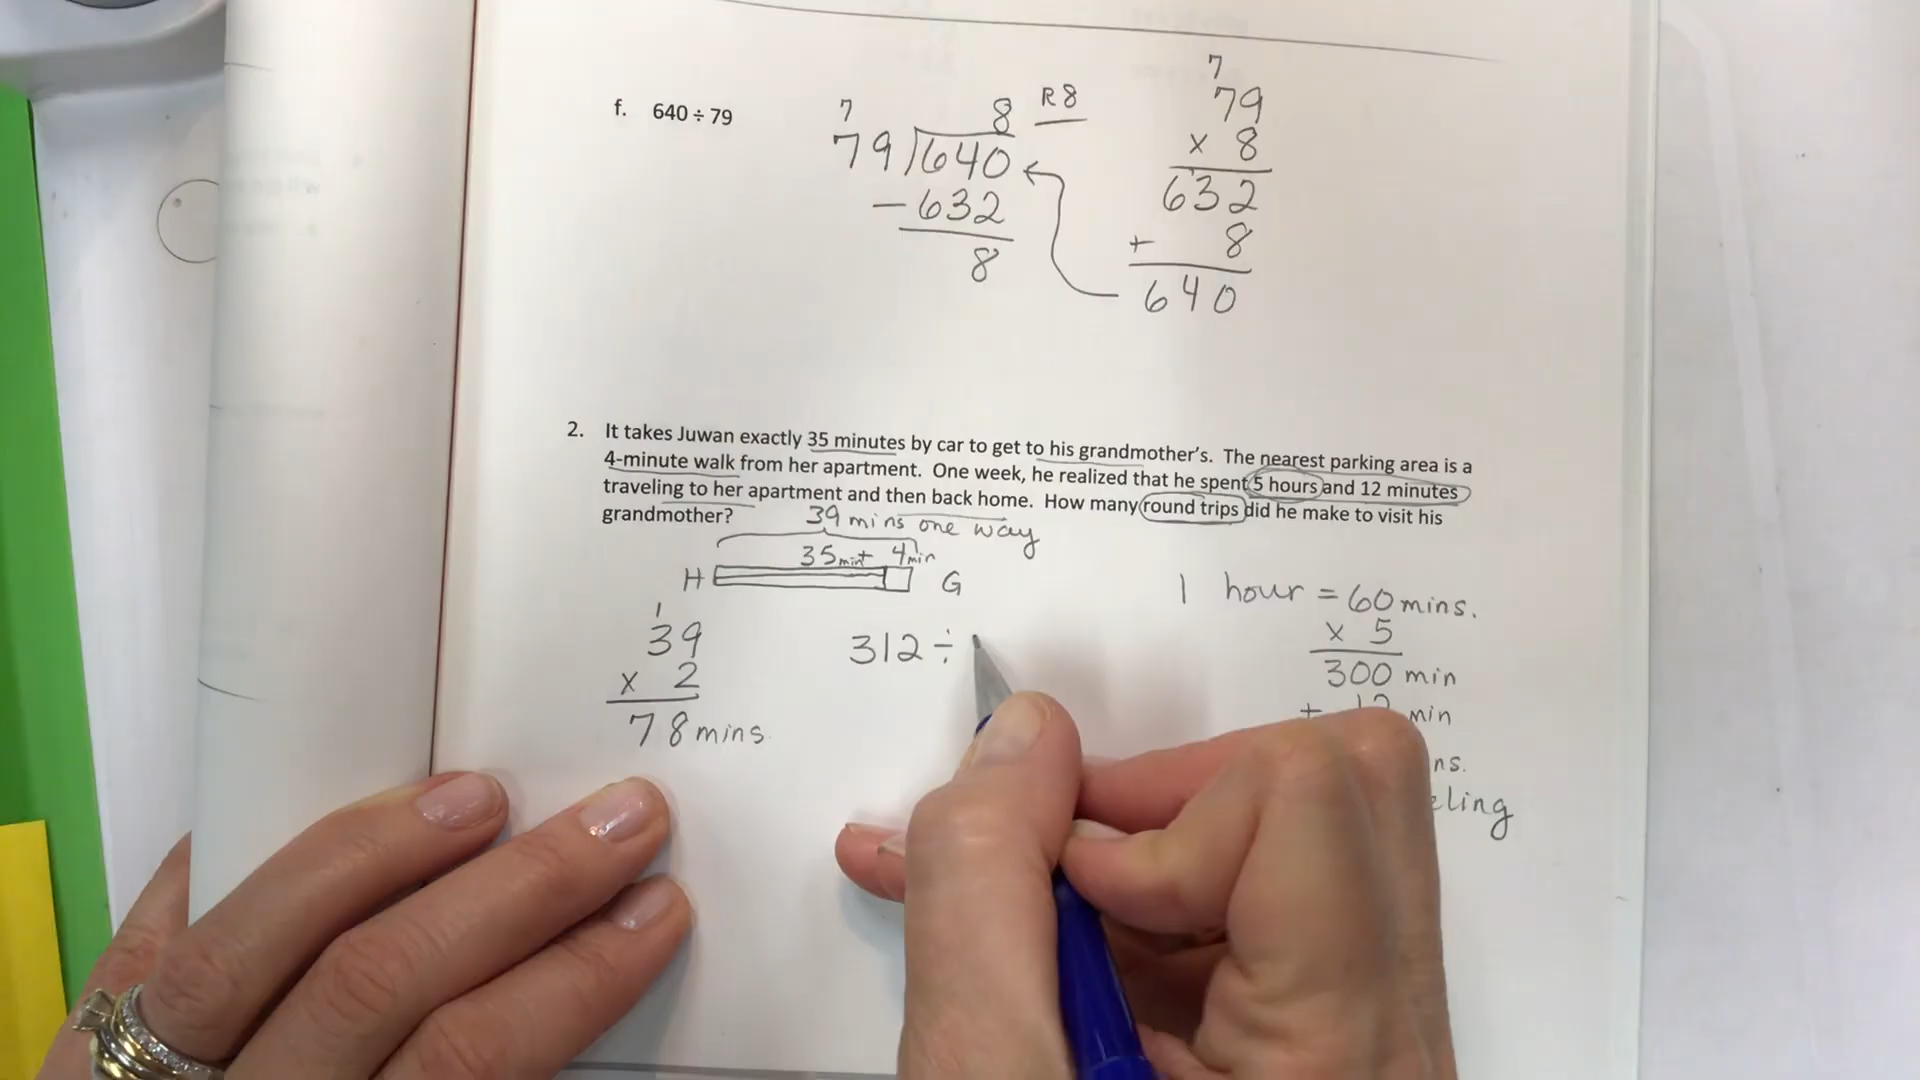 f. 640 ÷ 79
7
8 R8
79 640
- 632
8
7
79
x 8
632
+ 8
640
2. It takes Juwan exactly 35 minutes by car to get to his grandmother's. The nearest parking area is a
4-minute walk from her apartment. One week, he realized that he spent 5 hours and 12 minutes
traveling to her apartment and then back home. How many round trips did he make to visit his
grandmother?
39 mins one way
35 min + 4 min
H G
1
39
x 2
78 mins.
312 ÷
1 hour = 60 mins.
x 5
300 min
+ 12 min